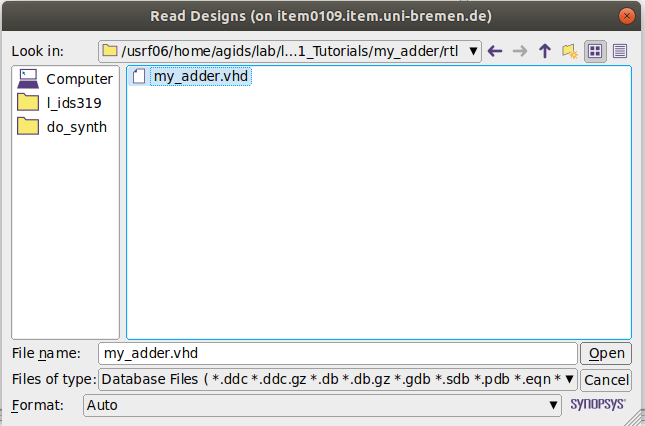 Read Designs (on item0109.item.uni-bremen.de)
Look in: /usrf06/home/agids/lab/l...1_Tutorials/my_adder/rtl
Computer
l_ids319
do_synth
my_adder.vhd
File name: my_adder.vhd Open
Files of type: Database Files ( *.ddc *.ddc.gz *.db *.db.gz *.gdb *.sdb *.pdb *.eqn * Cancel
Format: Auto SYNOPSYS